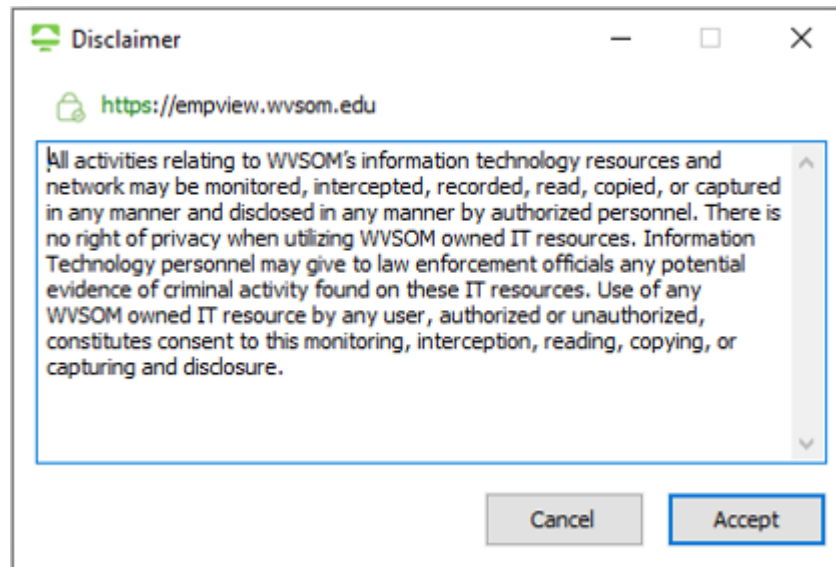 Disclaimer
https://empview.wvsom.edu
All activities relating to WVSOM's information technology resources and
network may be monitored, intercepted, recorded, read, copied, or captured
in any manner and disclosed in any manner by authorized personnel. There is
no right of privacy when utilizing WVSOM owned IT resources. Information
Technology personnel may give to law enforcement officials any potential
evidence of criminal activity found on these IT resources. Use of any
WVSOM owned IT resource by any user, authorized or unauthorized,
constitutes consent to this monitoring, interception, reading, copying, or
capturing and disclosure.
Cancel
Accept